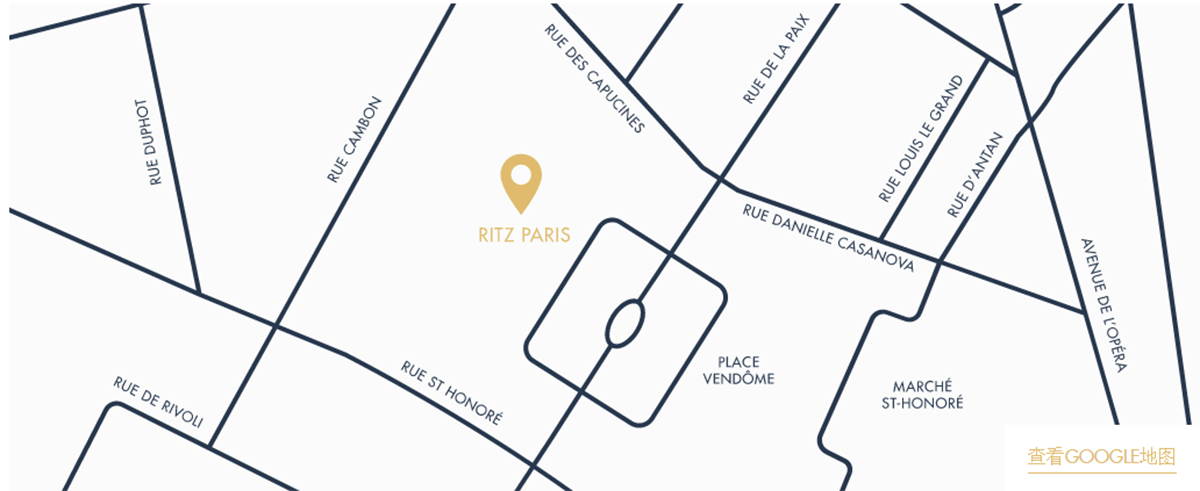 RUE DUPHOT
RUE CAMBON
RUE DES CAPUCINES
RUE DE LA PAIX
RUE LOUIS LE GRAND
RUE D'ANTAN
RITZ PARIS
RUE DANIELLE CASANOVA
AVENUE DE L'OPÉRA
PLACE
VENDÔME
RUE ST HONORÉ
RUE DE RIVOLI
MARCHÉ
ST-HONORÉ
查看GOOGLE地图